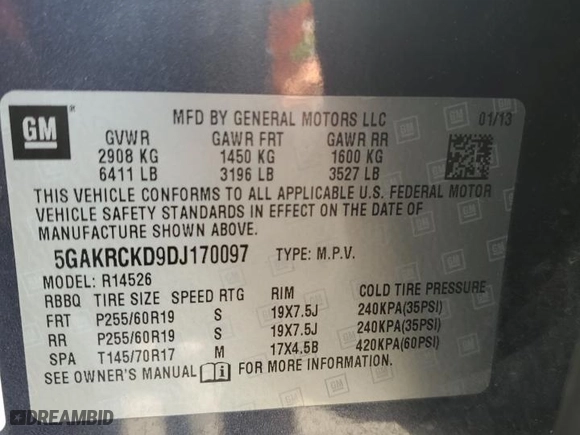 GM
MFD BY GENERAL MOTORS LLC 01/13
GVWR GAWR FRT GAWR RR
2908 KG 1450 KG 1600 KG
6411 LB 3196 LB 3527 LB
THIS VEHICLE CONFORMS TO ALL APPLICABLE U.S. FEDERAL MOTOR
VEHICLE SAFETY STANDARDS IN EFFECT ON THE DATE OF
MANUFACTURE SHOWN ABOVE.
5GAKRCKD9DJ170097 TYPE: M.P.V.
MODEL: R14526
RBBQ TIRE SIZE SPEED RTG RIM COLD TIRE PRESSURE
FRT P255/60R19 S 19X7.5J 240KPA(35PSI)
RR P255/60R19 S 19X7.5J 240KPA(35PSI)
SPA T145/70R17 M 17X4.5B 420KPA(60PSI)
SEE OWNER'S MANUAL FOR MORE INFORMATION.
DREAMBID